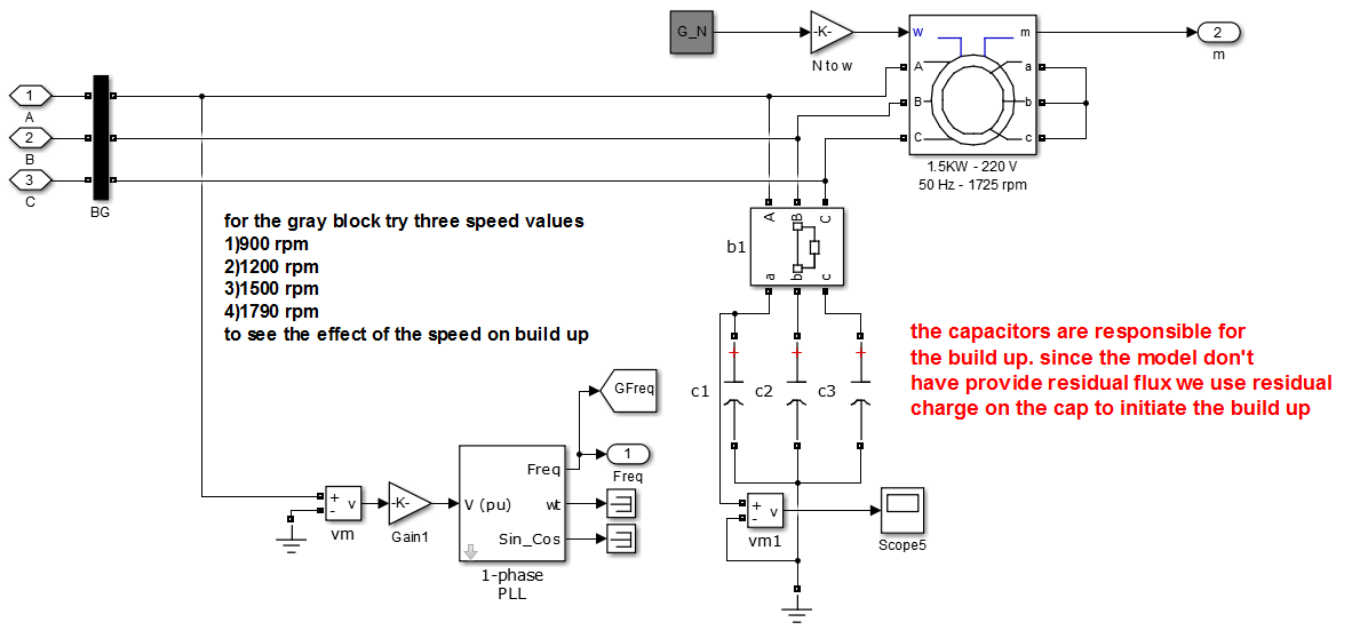 G_N
-K-
N to w
w
m
A
a
B
b
C
c
2
m
1.5KW - 220 V
50 Hz - 1725 rpm
1
A
2
B
3
C
BG
for the gray block try three speed values
1)900 rpm
2)1200 rpm
3)1500 rpm
4)1790 rpm
to see the effect of the speed on build up
b1
A
B
C
a
b
c
the capacitors are responsible for
the build up. since the model don't
have provide residual flux we use residual
charge on the cap to initiate the build up
+
+
+
c1
c2
c3
GFreq
1
Freq
+
-
v
vm
-K-
Gain1
V (pu)
Freq
wt
Sin_Cos
1-phase
PLL
+
-
v
vm1
Scope5